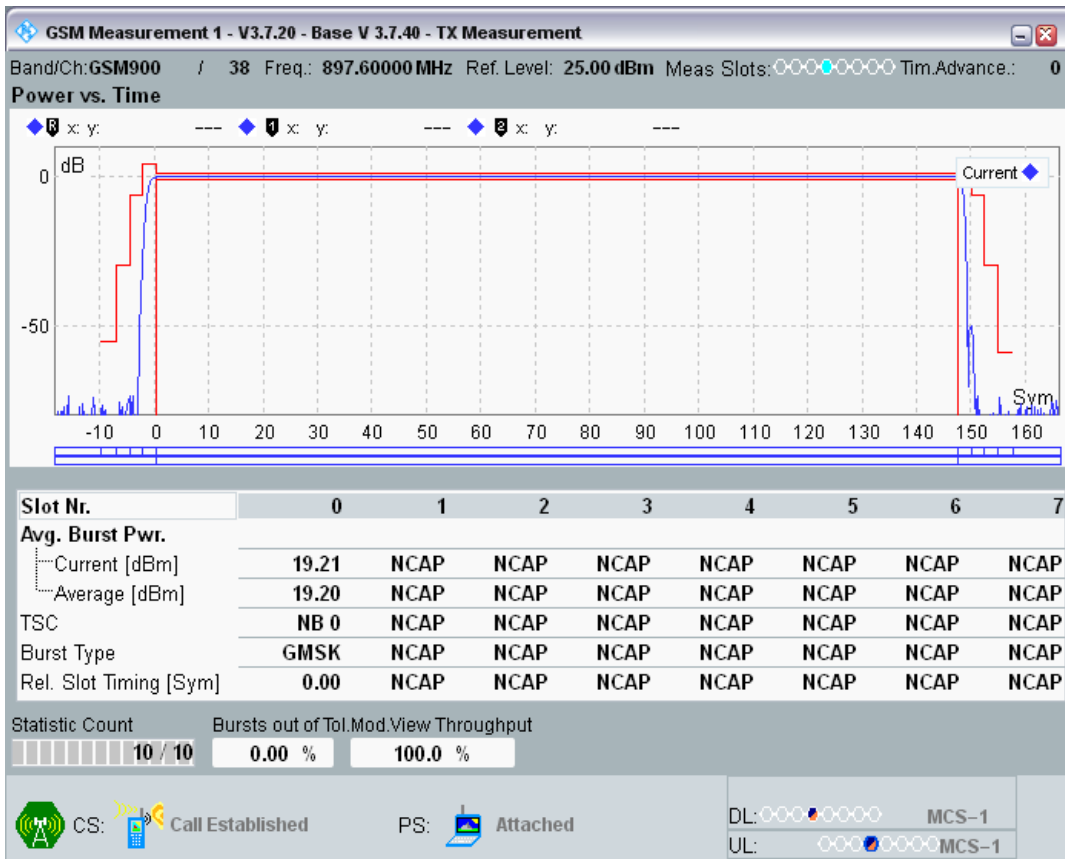 GSM Measurement 1 - V3.7.20 - Base V 3.7.40 - TX Measurement
Band/Ch:GSM900 / 38 Freq.: 897.60000 MHz Ref. Level: 25.00 dBm Meas Slots: Tim.Advance.: 0
Power vs. Time
R x: y: --- 1 x: y: --- 2 x: y: ---
dB
Current
0
-50
Sym
-10 0 10 20 30 40 50 60 70 80 90 100 110 120 130 140 150 160
Slot Nr. 0 1 2 3 4 5 6 7
Avg. Burst Pwr.
Current [dBm] 19.21 NCAP NCAP NCAP NCAP NCAP NCAP NCAP
Average [dBm] 19.20 NCAP NCAP NCAP NCAP NCAP NCAP NCAP
TSC NB 0 NCAP NCAP NCAP NCAP NCAP NCAP NCAP
Burst Type GMSK NCAP NCAP NCAP NCAP NCAP NCAP NCAP
Rel. Slot Timing [Sym] 0.00 NCAP NCAP NCAP NCAP NCAP NCAP NCAP
Statistic Count Bursts out of Tol.Mod.View Throughput
10 / 10 0.00 % 100.0 %
CS: Call Established PS: Attached
DL: MCS-1
UL: MCS-1